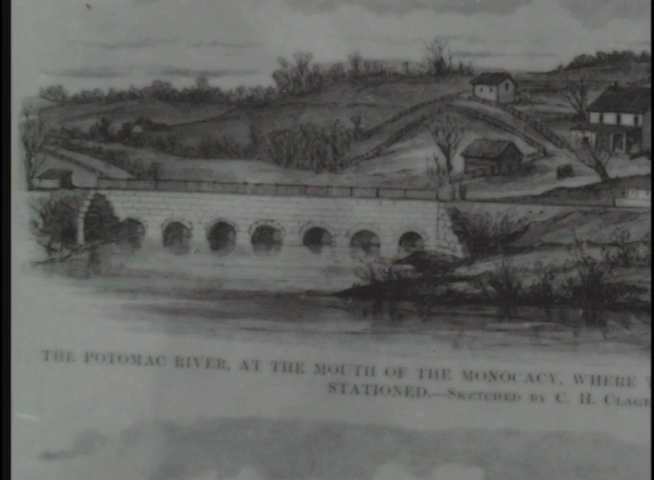 THE POTOMAC RIVER, AT THE MOUTH OF THE MONOCACY, WHERE
STATIONED.—SKETCHED BY C. H.